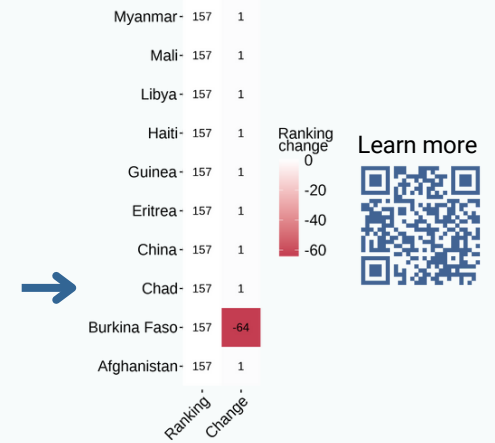 Myanmar 157 1
Mali 157 1
Libya 157 1
Haiti 157 1
Guinea 157 1
Eritrea 157 1
China 157 1
Chad 157 1
Burkina Faso 157 -64
Afghanistan 157 1
Ranking
Change
Ranking
change
0
-20
-40
-60
Learn more